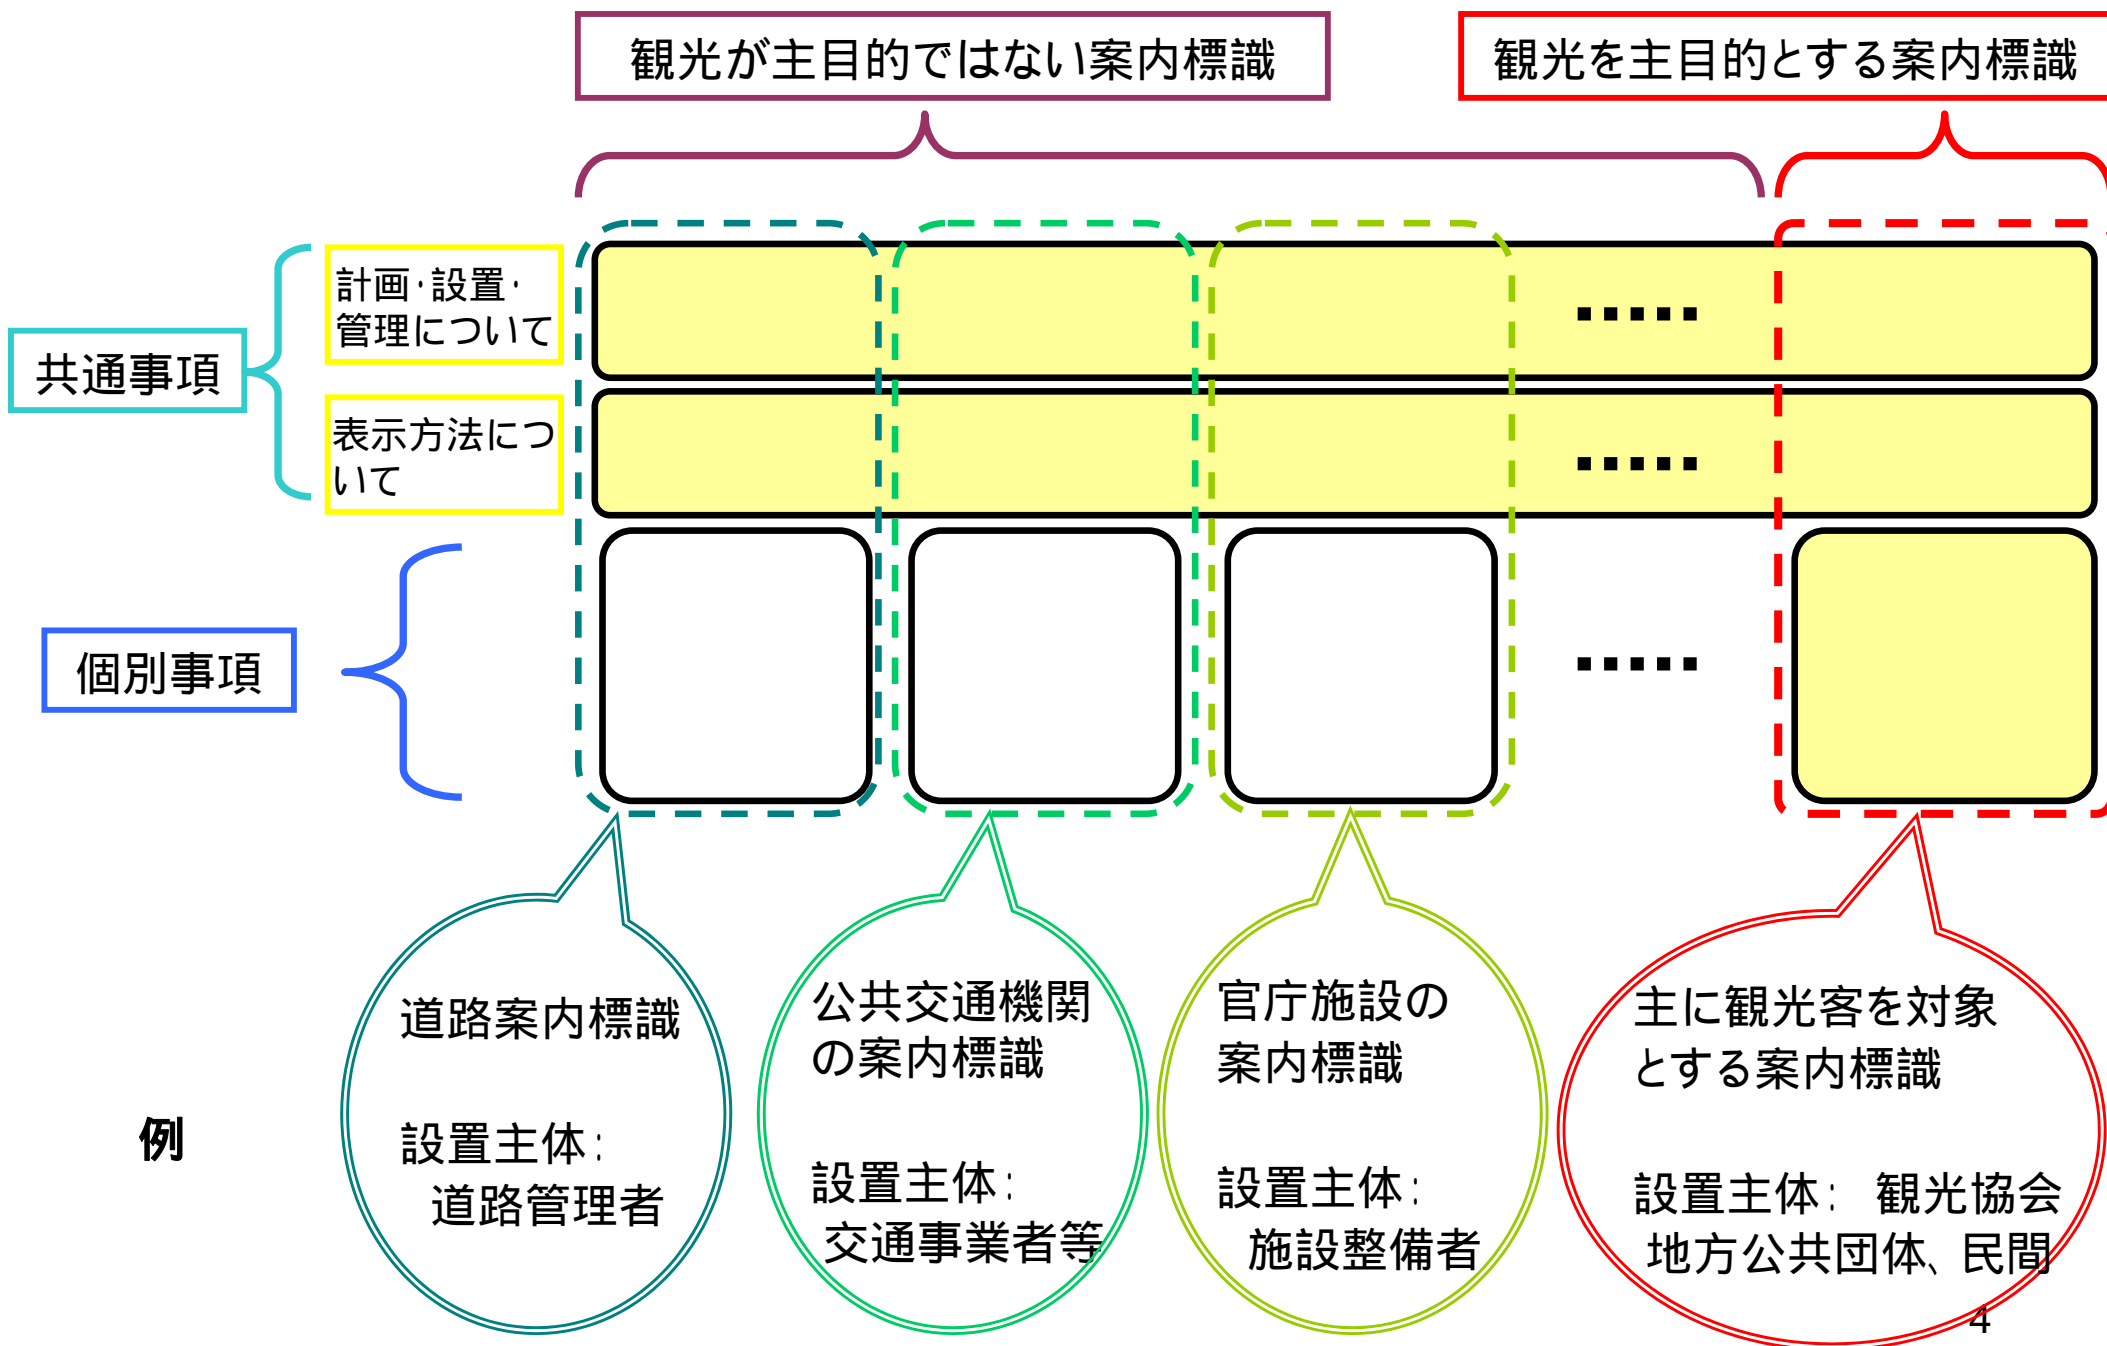 観光が主目的ではない案内標識
観光を主目的とする案内標識
共通事項
計画・設置・
管理について
表示方法につ
いて
個別事項
例
道路案内標識
設置主体：
道路管理者
公共交通機関
の案内標識
設置主体：
交通事業者等
官庁施設の
案内標識
設置主体：
施設整備者
主に観光客を対象
とする案内標識
設置主体： 観光協会
地方公共団体、民間
4